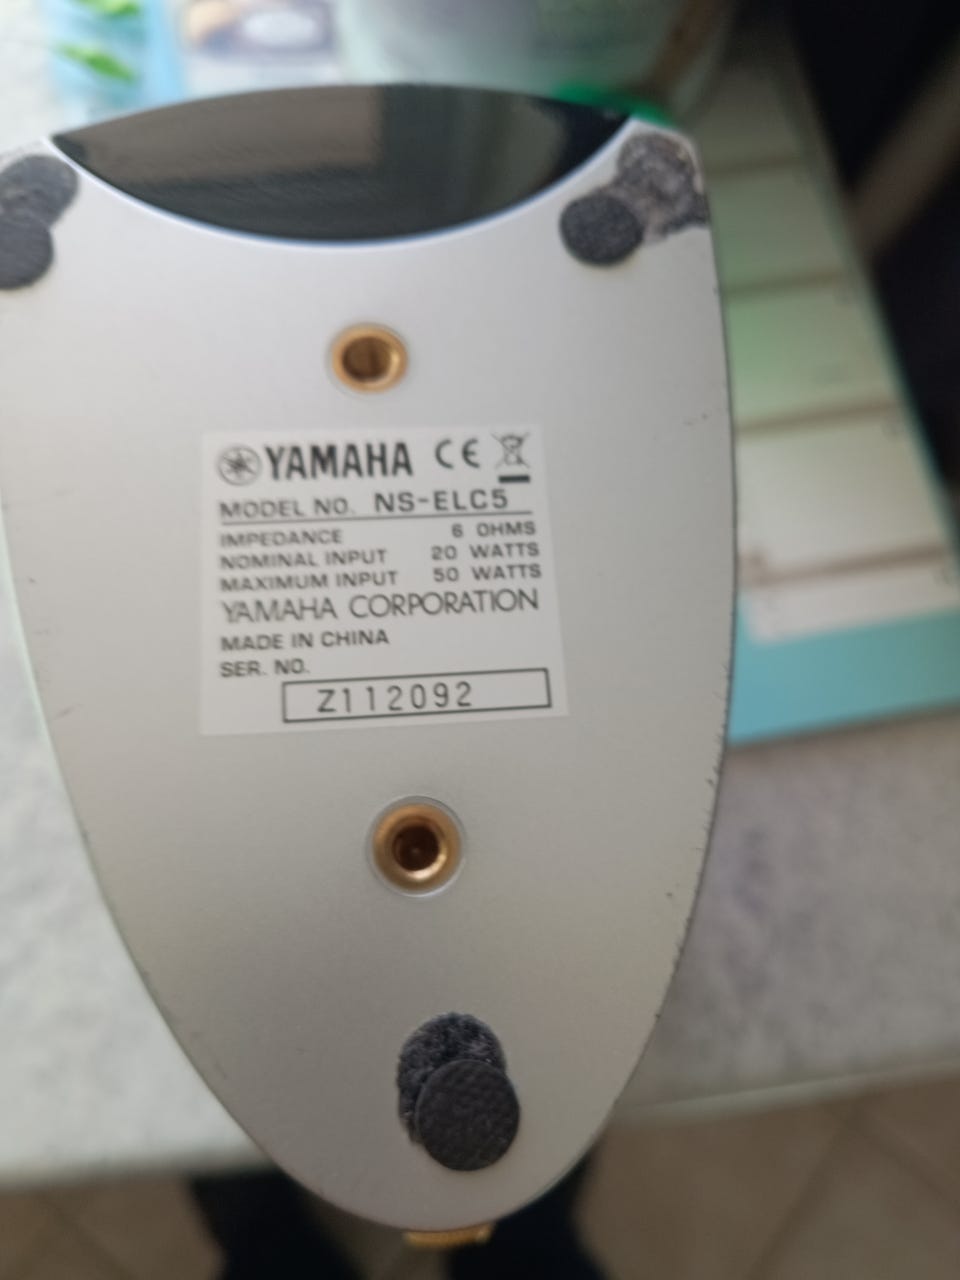 YAMAHA CE
MODEL NO. NS-ELC5
IMPEDANCE 6 OHMS
NOMINAL INPUT 20 WATTS
MAXIMUM INPUT 50 WATTS
YAMAHA CORPORATION
MADE IN CHINA
SER. NO.
Z112092